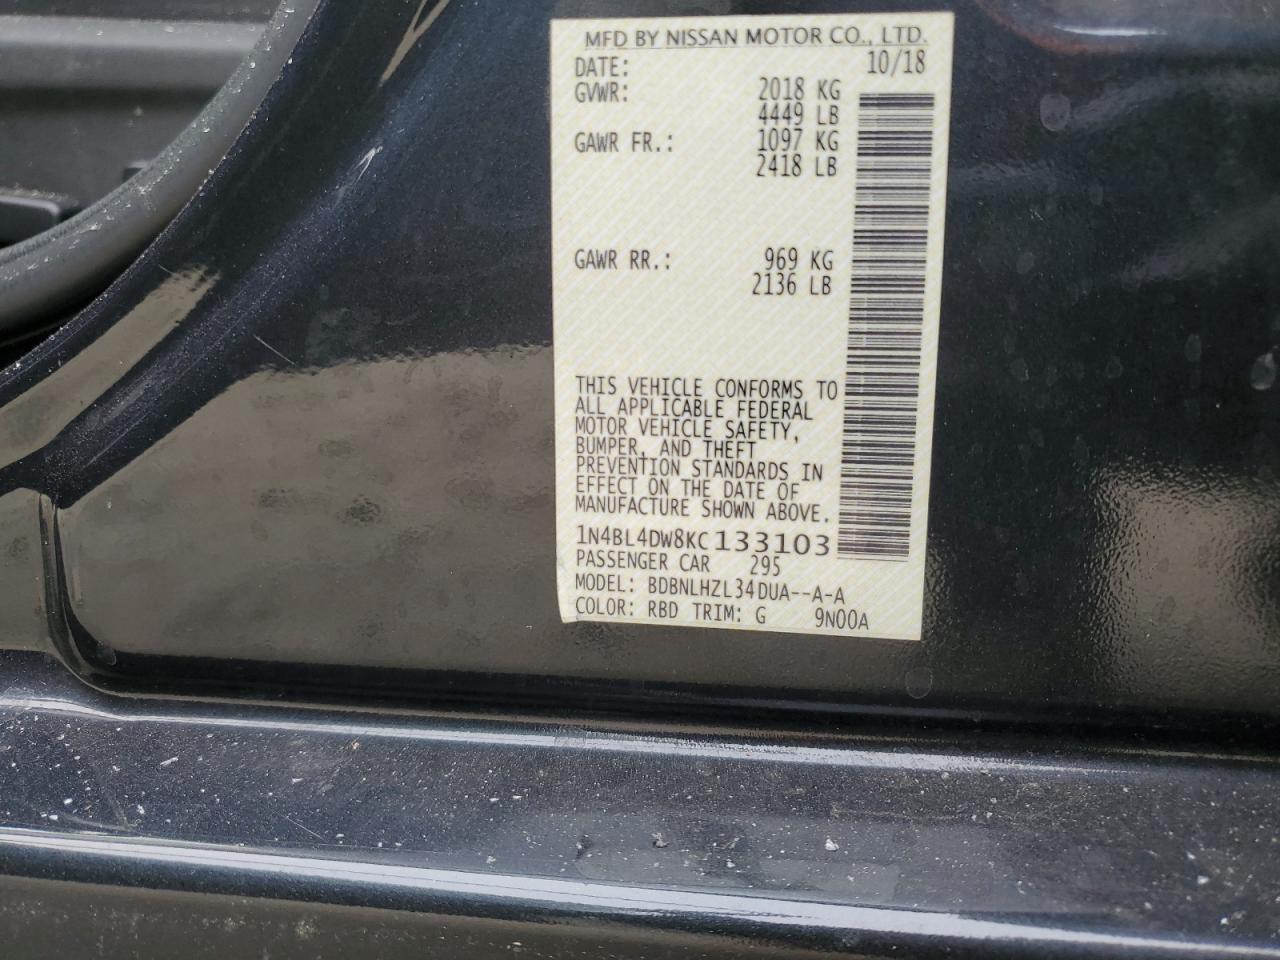 MFD BY NISSAN MOTOR CO., LTD.
DATE: 10/18
GVWR: 2018 KG
4449 LB
GAWR FR.: 1097 KG
2418 LB
GAWR RR.: 969 KG
2136 LB
THIS VEHICLE CONFORMS TO
ALL APPLICABLE FEDERAL
MOTOR VEHICLE SAFETY,
BUMPER, AND THEFT
PREVENTION STANDARDS IN
EFFECT ON THE DATE OF
MANUFACTURE SHOWN ABOVE.
1N4BL4DW8KC133103
PASSENGER CAR 295
MODEL: BDBNLHZL34DUA--A-A
COLOR: RBD TRIM: G 9N00A